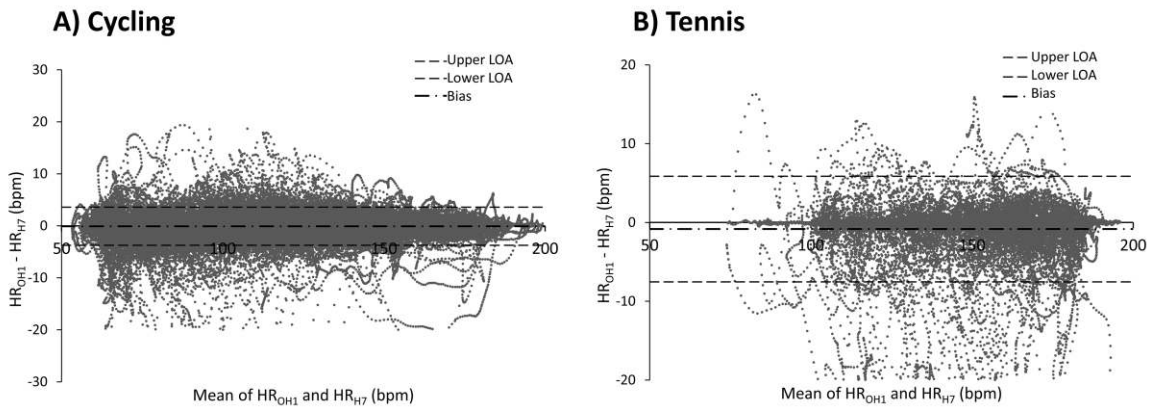 A) Cycling
30
20
10
0
-10
-20
-30
50
100
150
200
Upper LOA
Lower LOA
Bias
HR_OH1 - HR_H7 (bpm)
Mean of HR_OH1 and HR_H7 (bpm)
B) Tennis
20
10
0
-10
-20
50
100
150
200
Upper LOA
Lower LOA
Bias
HR_OH1 - HR_H7 (bpm)
Mean of HR_OH1 and HR_H7 (bpm)